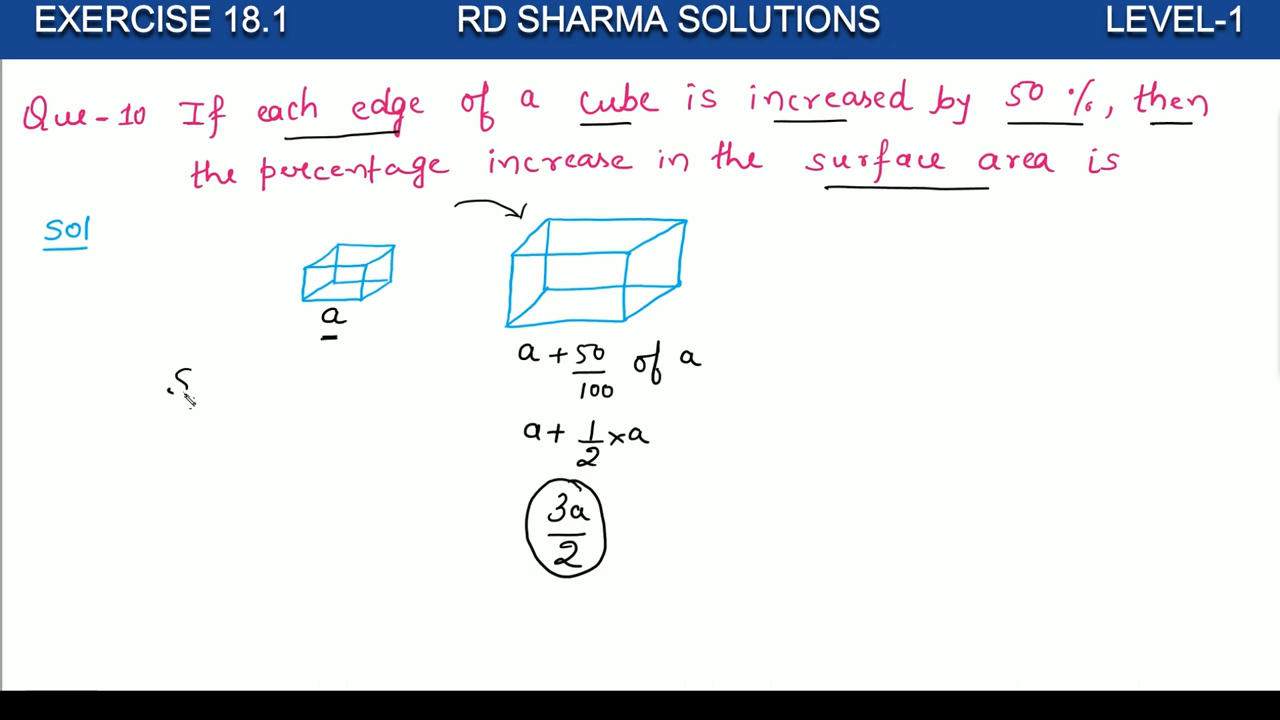 EXERCISE 18.1 RD SHARMA SOLUTIONS LEVEL-1
Que-10 If each edge of a cube is increased by 50 %, then
the percentage increase in the surface area is
Sol
a
a + 50/100 of a
a + 1/2 × a
3a/2
.S